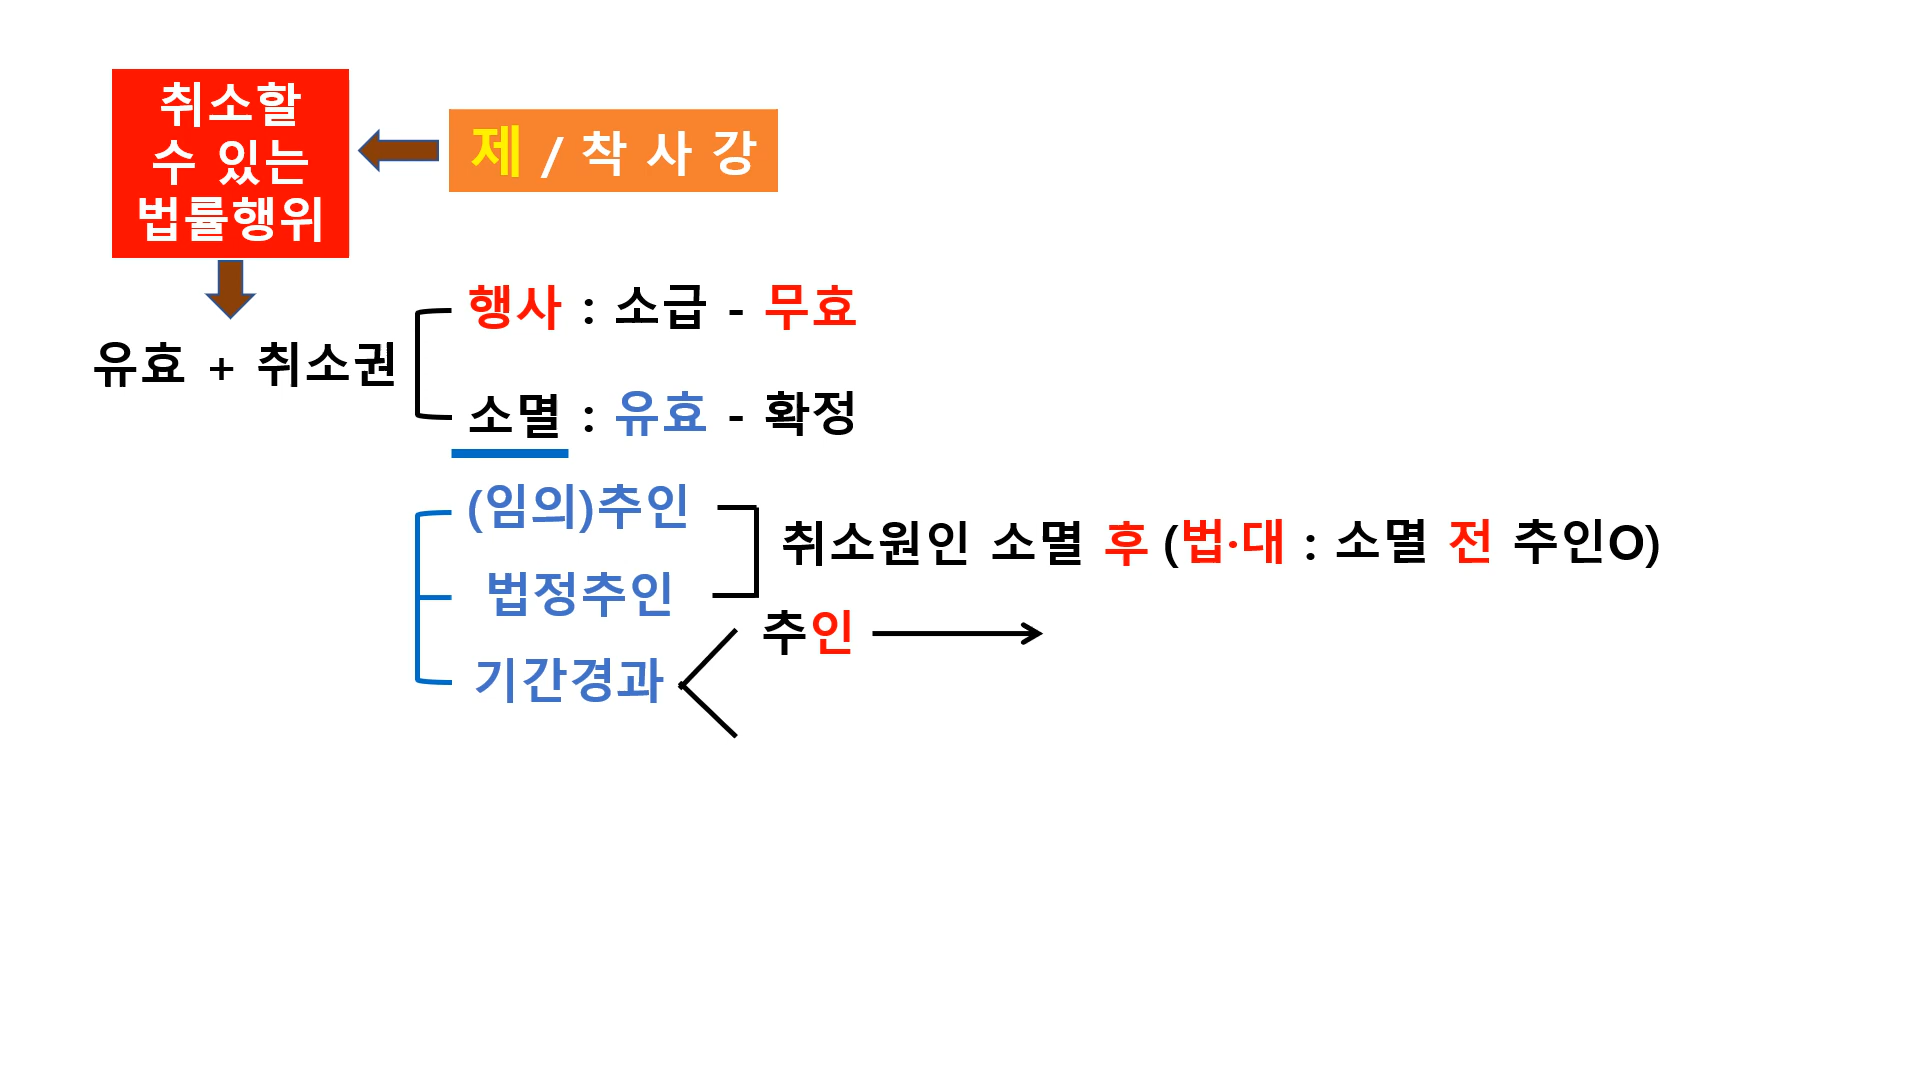 취소할
수 있는
법률행위
제 / 착 사 강
유효 + 취소권
행사 : 소급 - 무효
소멸 : 유효 - 확정
(임의)추인
법정추인
기간경과
취소원인 소멸 후 (법·대 : 소멸 전 추인O)
추인